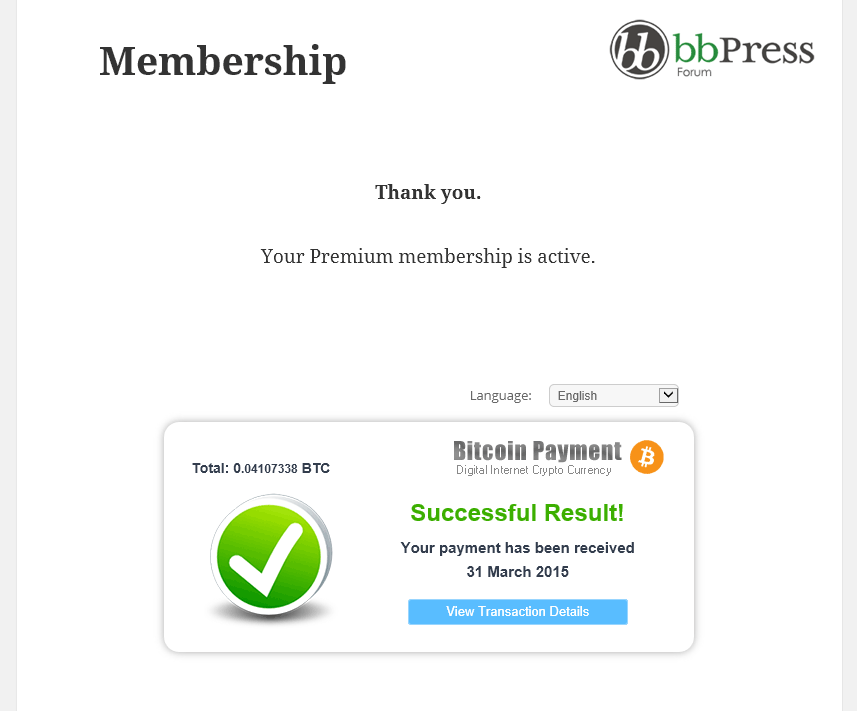 Membership
bb bbPress
Forum
Thank you.
Your Premium membership is active.
Language: English
Bitcoin Payment
Digital Internet Crypto Currency
Total: 0.04107338 BTC
Successful Result!
Your payment has been received
31 March 2015
View Transaction Details